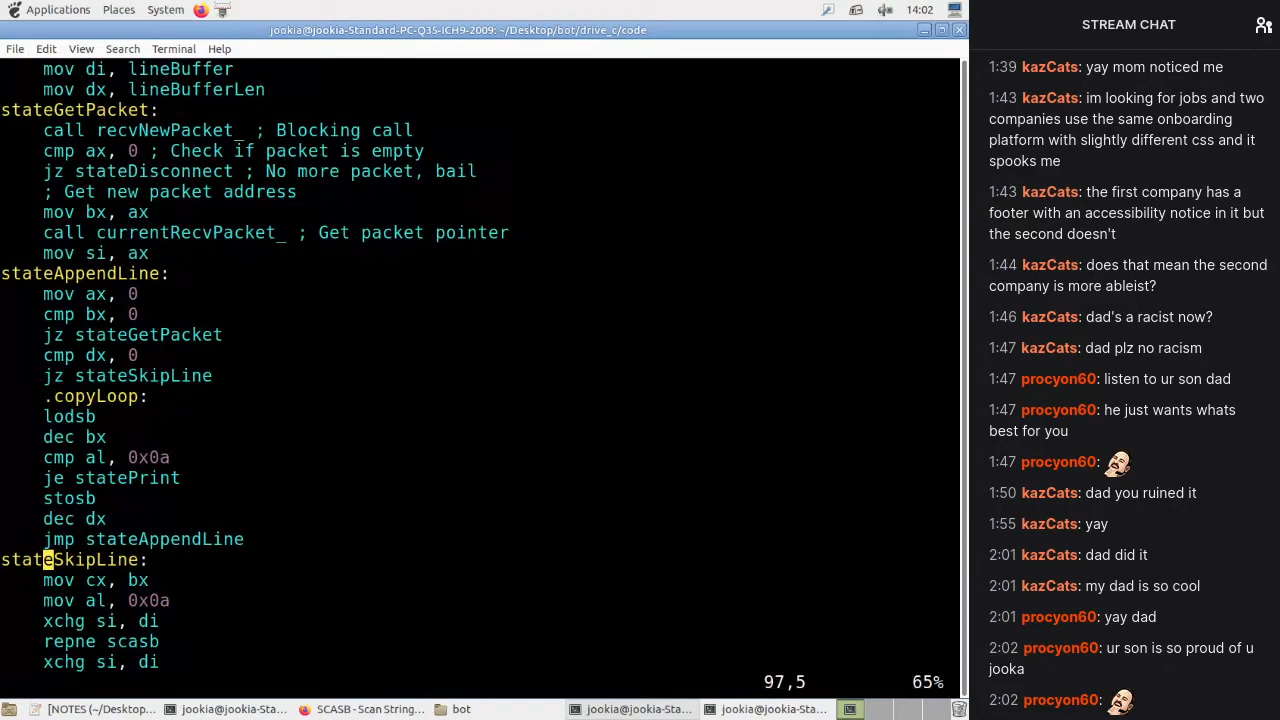 Applications Places System 14:02
jookia@jookia-Standard-PC-Q35-ICH9-2009: ~/Desktop/bot/drive_c/code
File Edit View Search Terminal Help
mov di, lineBuffer
mov dx, lineBufferLen
stateGetPacket:
call recvNewPacket_ ; Blocking call
cmp ax, 0 ; Check if packet is empty
jz stateDisconnect ; No more packet, bail
; Get new packet address
mov bx, ax
call currentRecvPacket_ ; Get packet pointer
mov si, ax
stateAppendLine:
mov ax, 0
cmp bx, 0
jz stateGetPacket
cmp dx, 0
jz stateSkipLine
.copyLoop:
lodsb
dec bx
cmp al, 0x0a
je statePrint
stosb
dec dx
jmp stateAppendLine
stateSkipLine:
mov cx, bx
mov al, 0x0a
xchg si, di
repne scasb
xchg si, di
97,5 65%
[NOTES (~/Desktop... jookia@jookia-Sta... SCASB - Scan String... bot jookia@jookia-Sta... jookia@jookia-Sta...
STREAM CHAT
1:39 kazCats: yay mom noticed me
1:43 kazCats: im looking for jobs and two
companies use the same onboarding
platform with slightly different css and it
spooks me
1:43 kazCats: the first company has a
footer with an accessibility notice in it but
the second doesn't
1:44 kazCats: does that mean the second
company is more ableist?
1:46 kazCats: dad's a racist now?
1:47 kazCats: dad plz no racism
1:47 procyon60: listen to ur son dad
1:47 procyon60: he just wants whats
best for you
1:47 procyon60:
1:50 kazCats: dad you ruined it
1:55 kazCats: yay
2:01 kazCats: dad did it
2:01 kazCats: my dad is so cool
2:01 procyon60: yay dad
2:02 procyon60: ur son is so proud of u
jooka
2:02 procyon60: